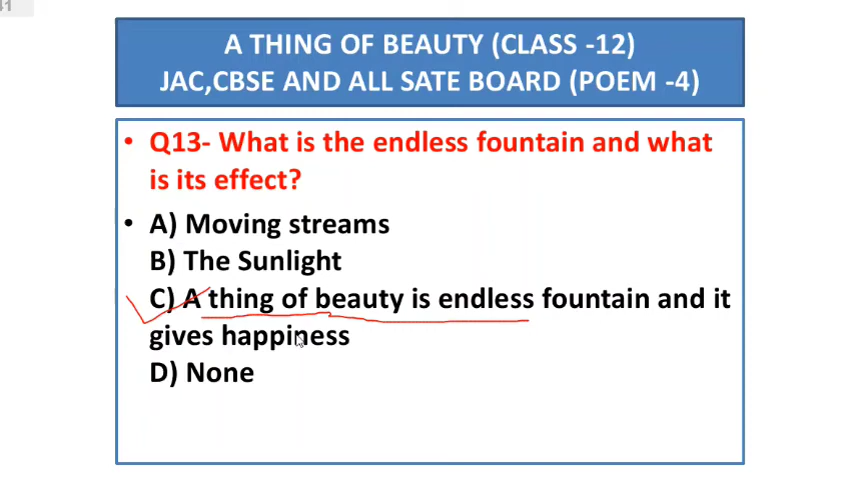 41
A THING OF BEAUTY (CLASS -12)
JAC,CBSE AND ALL SATE BOARD (POEM -4)
• Q13- What is the endless fountain and what
is its effect?
• A) Moving streams
B) The Sunlight
C) A thing of beauty is endless fountain and it
gives happiness
D) None